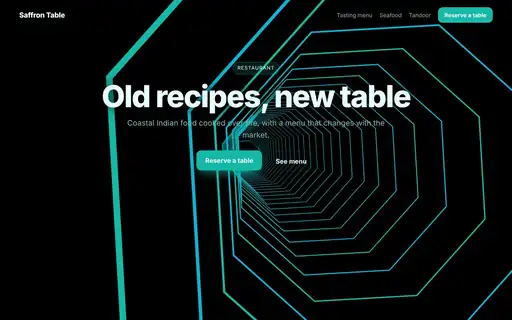 Saffron Table
Tasting menu
Seafood
Tandoor
Reserve a table
RESTAURANT
Old recipes, new table
Coastal Indian food cooked over fire, with a menu that changes with the
market.
Reserve a table
See menu